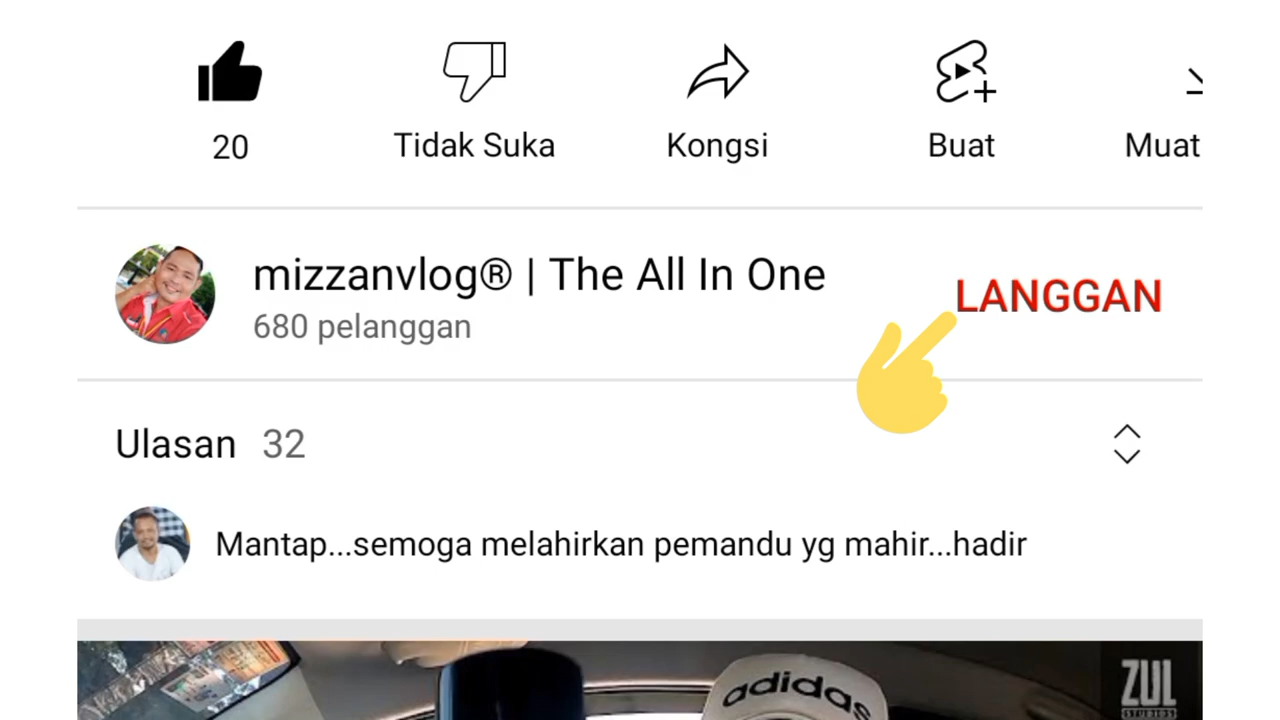 20
Tidak Suka
Kongsi
Buat
Muat
mizzanvlog® | The All In One
680 pelanggan
LANGGAN
Ulasan 32
Mantap...semoga melahirkan pemandu yg mahir...hadir
adidas
ZUL
STUDIOS